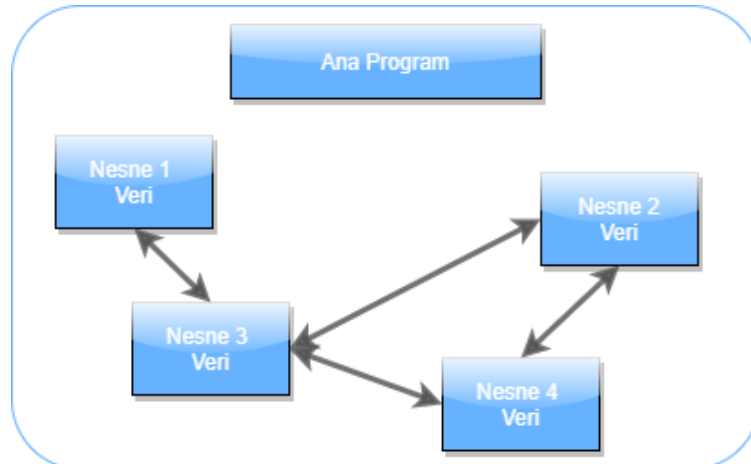 Ana Program
Nesne 1
Veri
Nesne 2
Veri
Nesne 3
Veri
Nesne 4
Veri